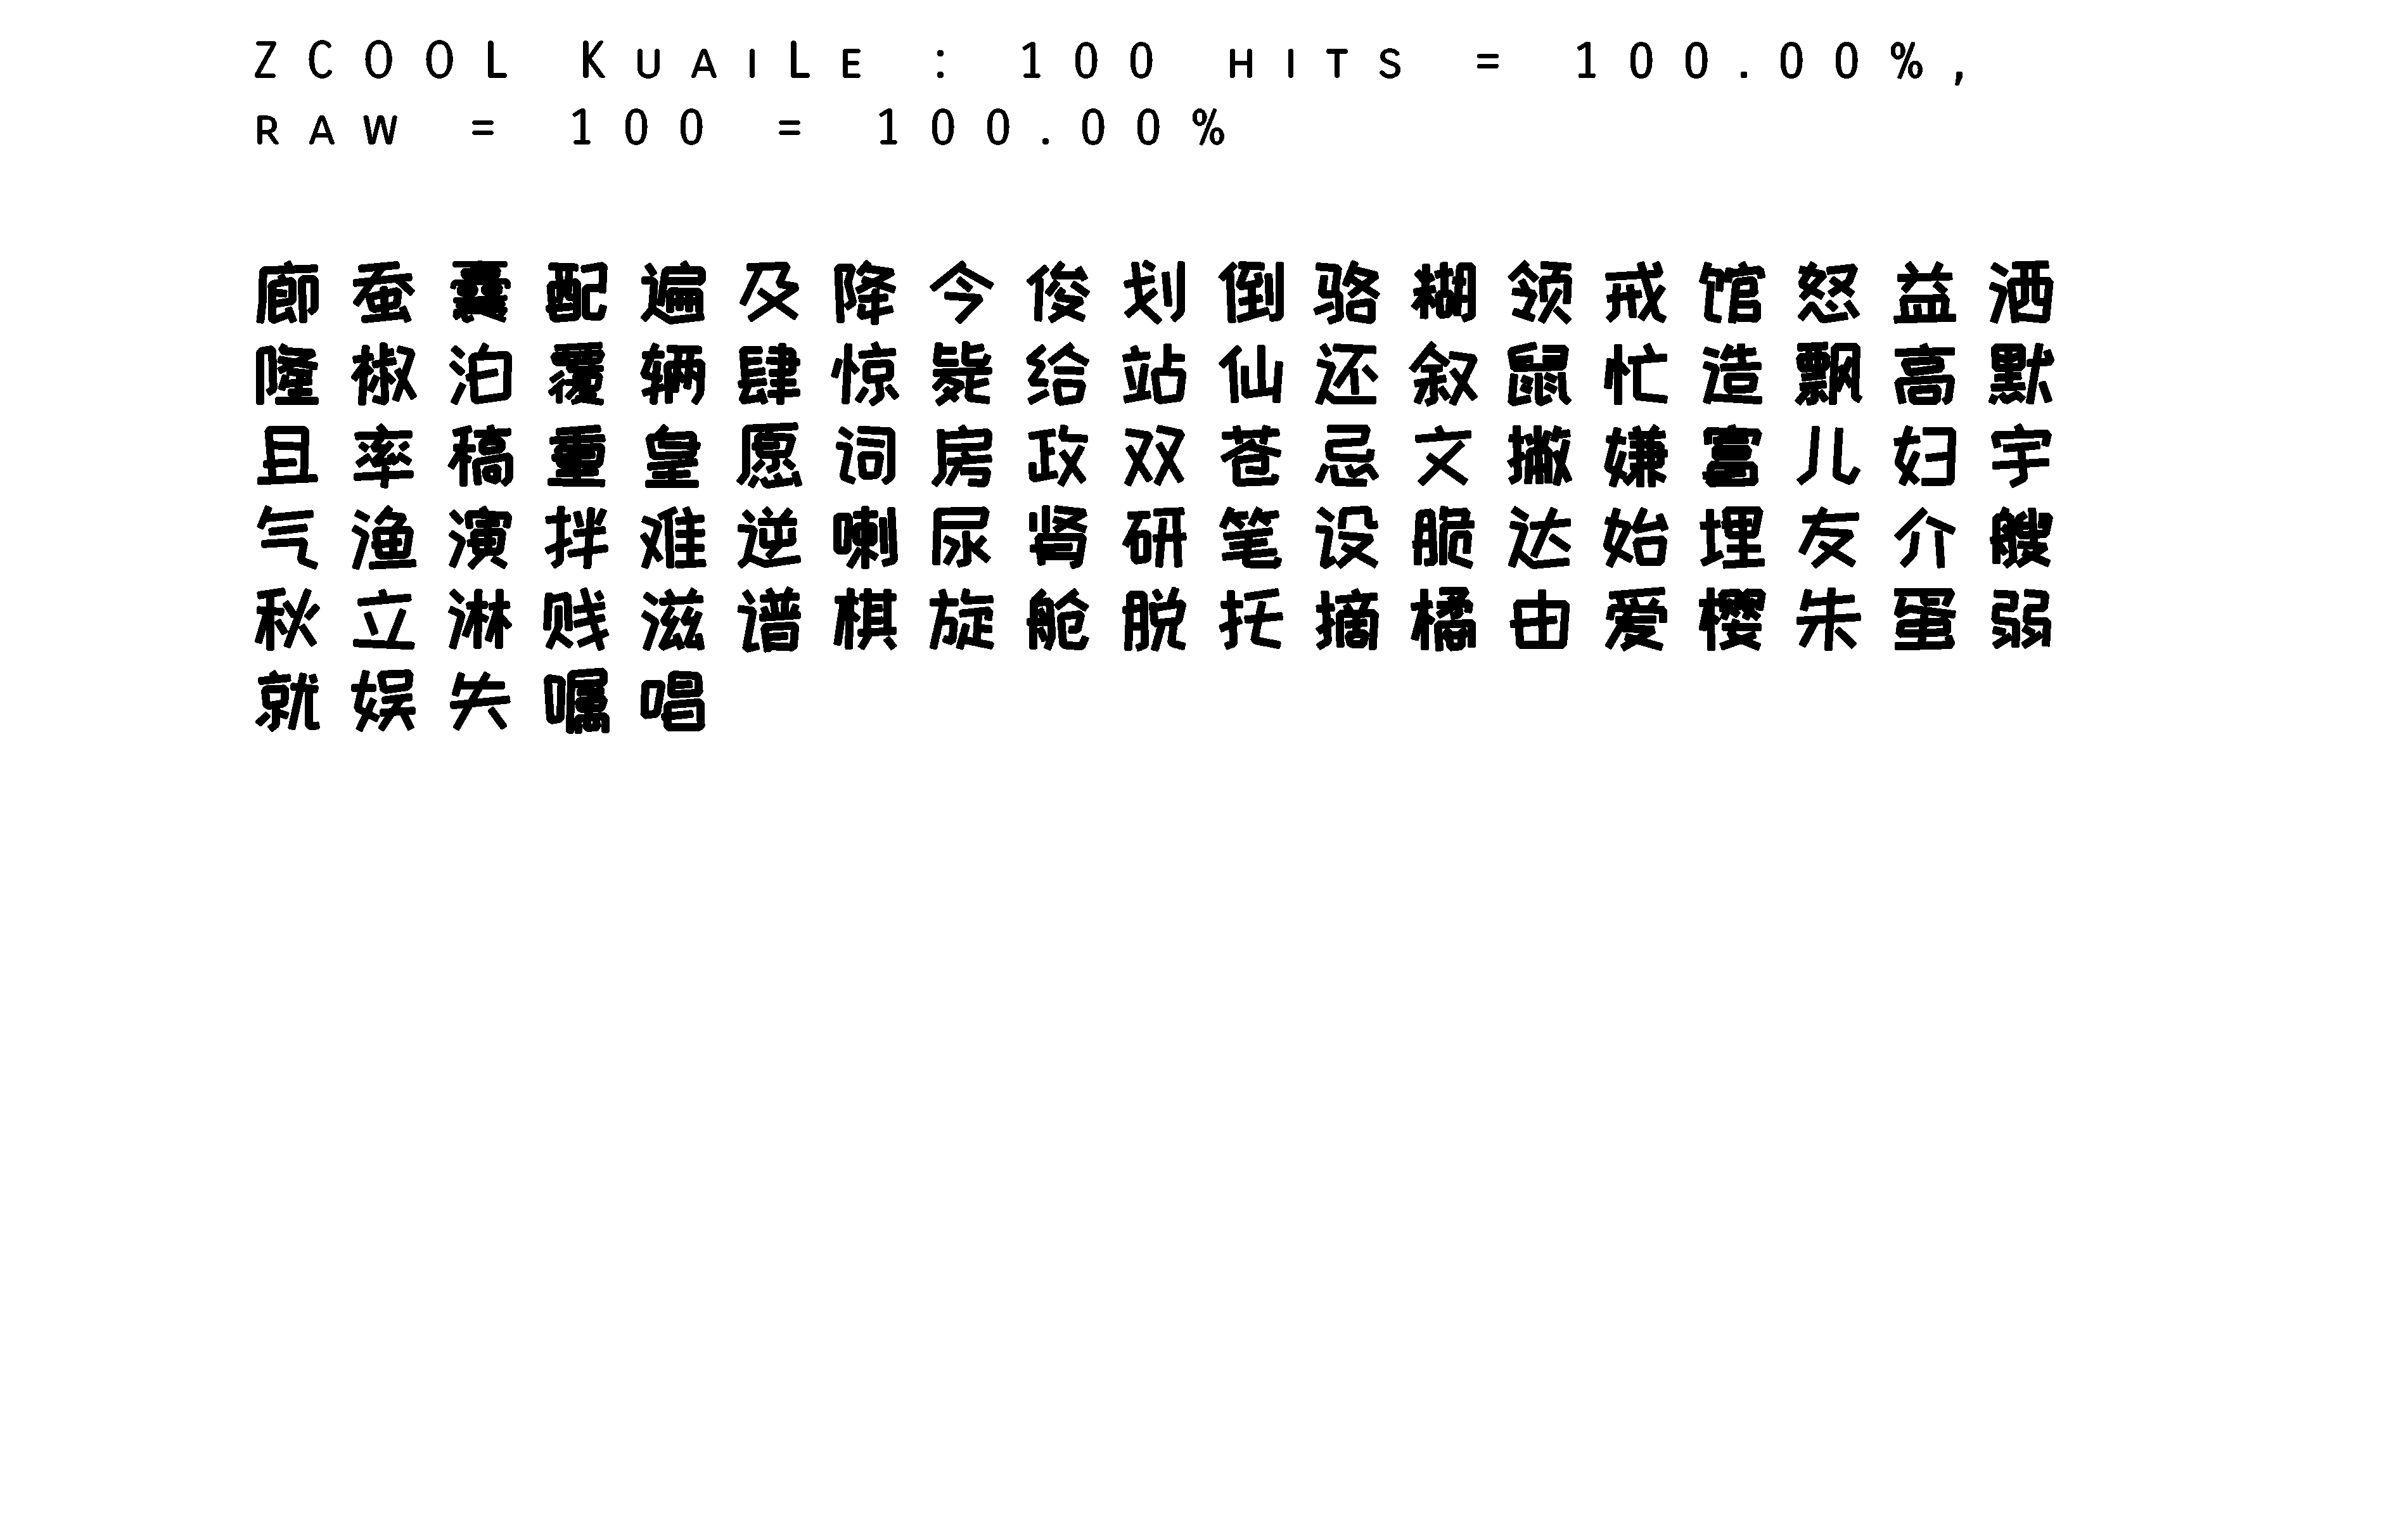 ZCOOL KuaiLe : 100 hits = 100.00%,
raw = 100 = 100.00%
廊蚕囊配遍及降今俊划倒骆糊领戒馆怒益洒
隆椒泊覆辆肆惊毙给站仙还叙鼠忙造飘高默
且率稿重皇愿词房政双苍忌文撇嫌富儿妇宇
气渔演拌难逆喇尿肾研笔设脆达始埋友介艘
秋立淋贱滋谱棋旋舱脱托摘橘由爱樱朱蛋弱
就娱失嘱唱